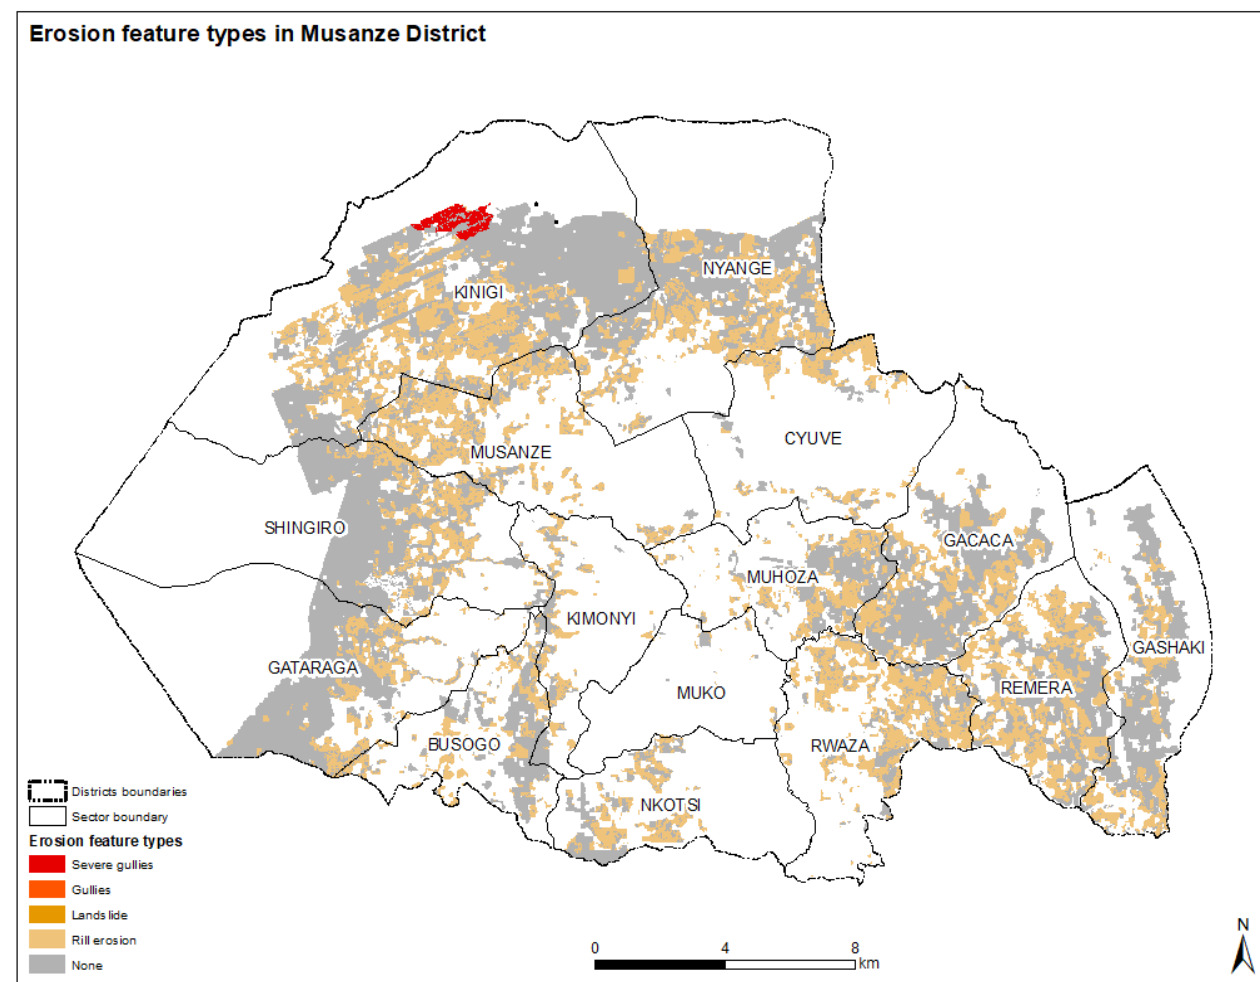 Erosion feature types in Musanze District
NYANGE
KINIGI
CYUVE
MUSANZE
SHINGIRO
GACACA
MUHOZA
KIMONYI
GASHAKI
GATARAGA
REMERA
MUKO
BUSOGO
RWAZA
NKOTSI
Districts boundaries
Sector boundary
Erosion feature types
Severe gullies
Gullies
Landslide
Rill erosion
None
0 4 8
km
N